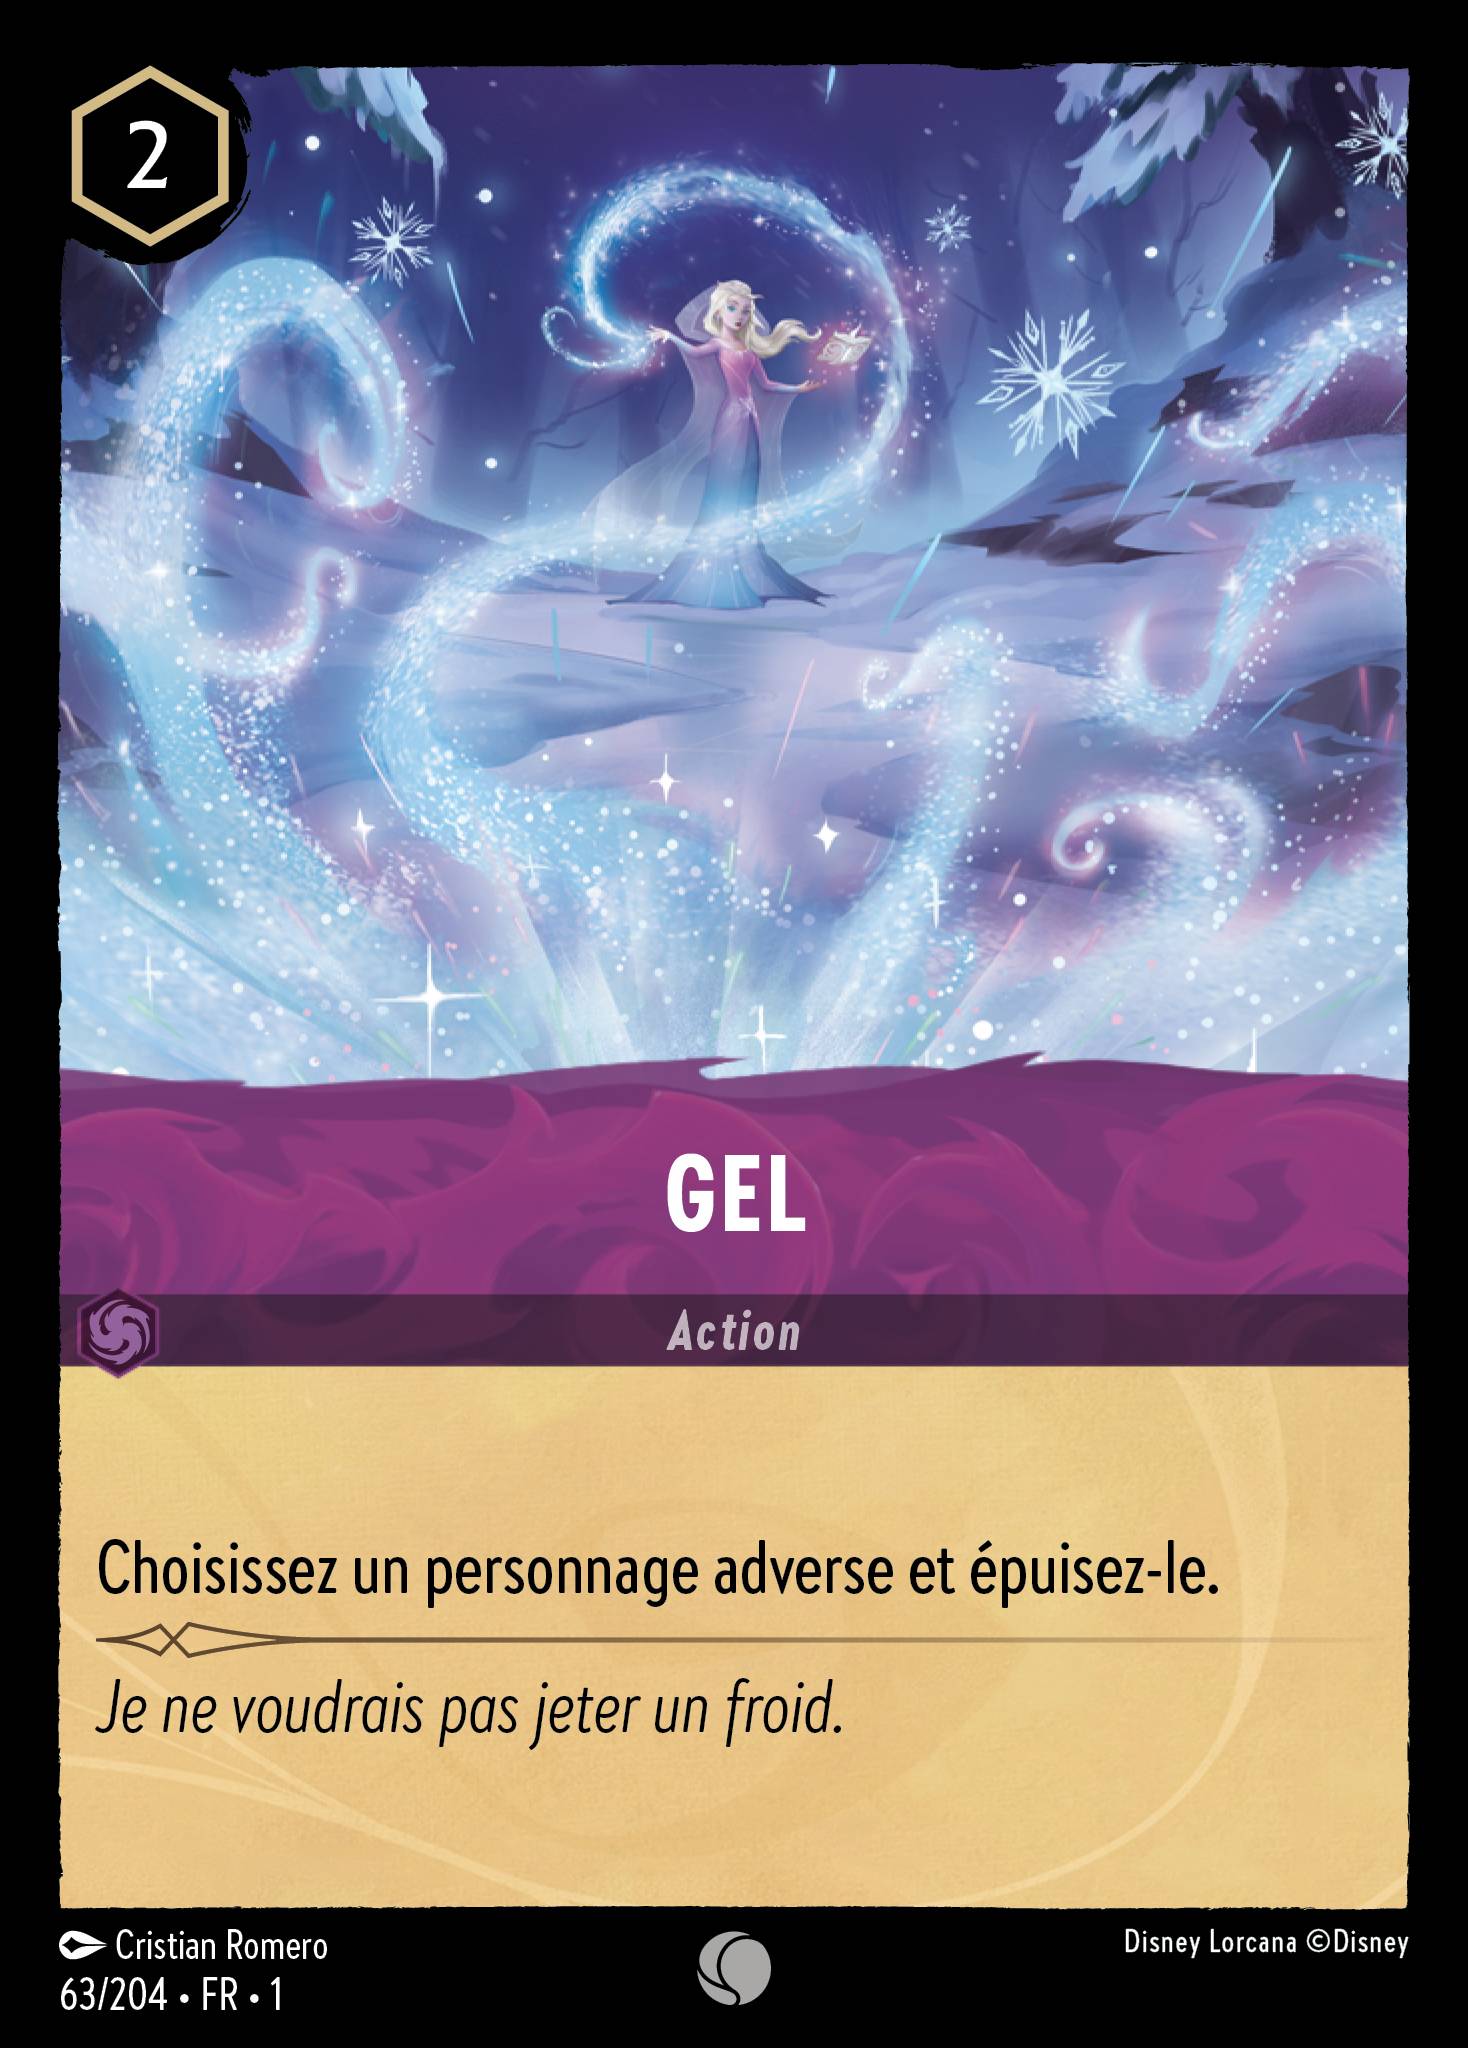 2
GEL
Action
Choisissez un personnage adverse et épuisez-le.
Je ne voudrais pas jeter un froid.
Cristian Romero
63/204 • FR • 1
Disney Lorcana ©Disney